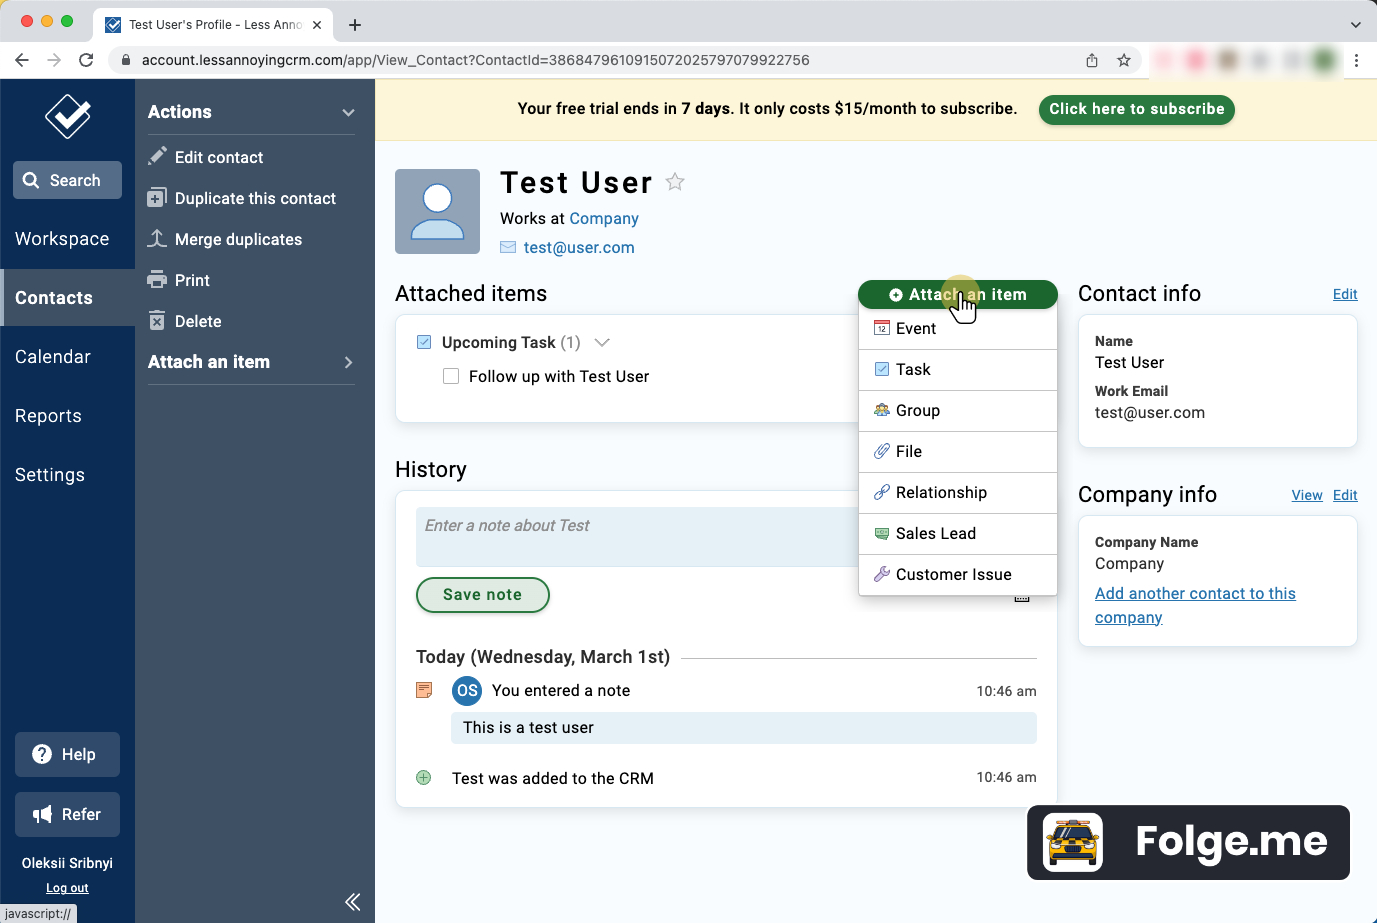 Test User's Profile - Less Anno
account.lessannoyingcrm.com/app/View_Contact?ContactId=3868479610915072025797079922756
Your free trial ends in 7 days. It only costs $15/month to subscribe.
Click here to subscribe
Search
Workspace
Contacts
Calendar
Reports
Settings
Help
Refer
Oleksii Sribnyi
Log out
javascript://
Actions
Edit contact
Duplicate this contact
Merge duplicates
Print
Delete
Attach an item
Test User
Works at Company
test@user.com
Attached items
Upcoming Task (1)
Follow up with Test User
Attach an item
12
Event
Task
Group
File
Relationship
Sales Lead
Customer Issue
History
Enter a note about Test
Save note
Today (Wednesday, March 1st)
OS You entered a note 10:46 am
This is a test user
Test was added to the CRM 10:46 am
Contact info Edit
Name
Test User
Work Email
test@user.com
Company info View Edit
Company Name
Company
Add another contact to this
company
Folge.me